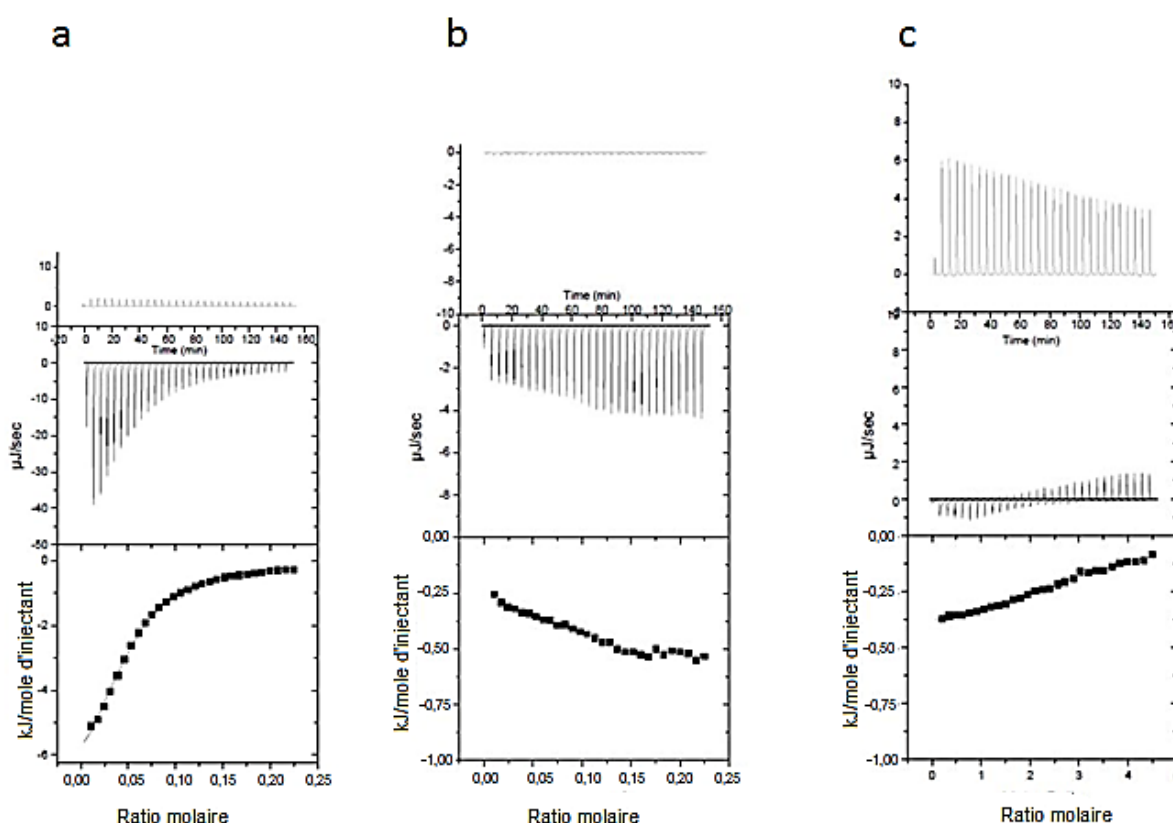 a
b
c
10
0
-20 0 20 40 60 80 100 120 140 160
Time (min)
10
0
-10
-20
-30
-40
-50
µJ/sec
0
-2
-4
-6
kJ/mole d'injectant
0,00 0,05 0,10 0,15 0,20 0,25
Ratio molaire
0
-2
-4
-6
-8
-10
Time (min)
0 20 40 60 80 100 120 140 160
0
-2
-4
-6
-8
µJ/sec
0,00
-0,25
-0,50
-0,75
-1,00
kJ/mole d'injectant
0,00 0,05 0,10 0,15 0,20 0,25
Ratio molaire
10
8
6
4
2
0
0 20 40 60 80 100 120 140
Time (min)
8
6
4
2
0
µJ/sec
0,00
-0,25
-0,50
-0,75
-1,00
kJ/mole d'injectant
0 1 2 3 4
Ratio molaire